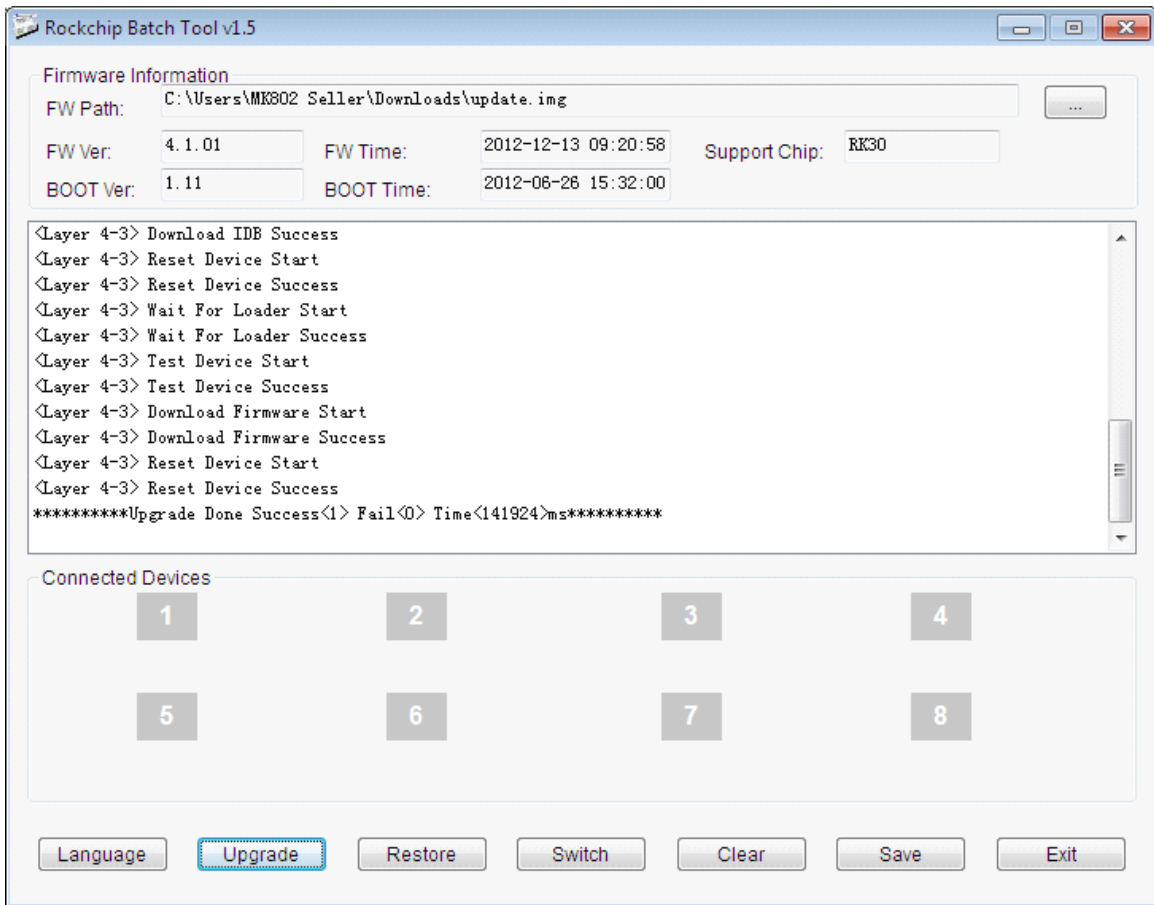 Rockchip Batch Tool v1.5
Firmware Information
FW Path: C:\Users\MK802 Seller\Downloads\update.img ...
FW Ver: 4.1.01 FW Time: 2012-12-13 09:20:58 Support Chip: RK30
BOOT Ver: 1.11 BOOT Time: 2012-06-26 15:32:00
<Layer 4-3> Download IDB Success
<Layer 4-3> Reset Device Start
<Layer 4-3> Reset Device Success
<Layer 4-3> Wait For Loader Start
<Layer 4-3> Wait For Loader Success
<Layer 4-3> Test Device Start
<Layer 4-3> Test Device Success
<Layer 4-3> Download Firmware Start
<Layer 4-3> Download Firmware Success
<Layer 4-3> Reset Device Start
<Layer 4-3> Reset Device Success
**********Upgrade Done Success<1> Fail<0> Time<141924>ms**********
Connected Devices
1 2 3 4
5 6 7 8
Language Upgrade Restore Switch Clear Save Exit